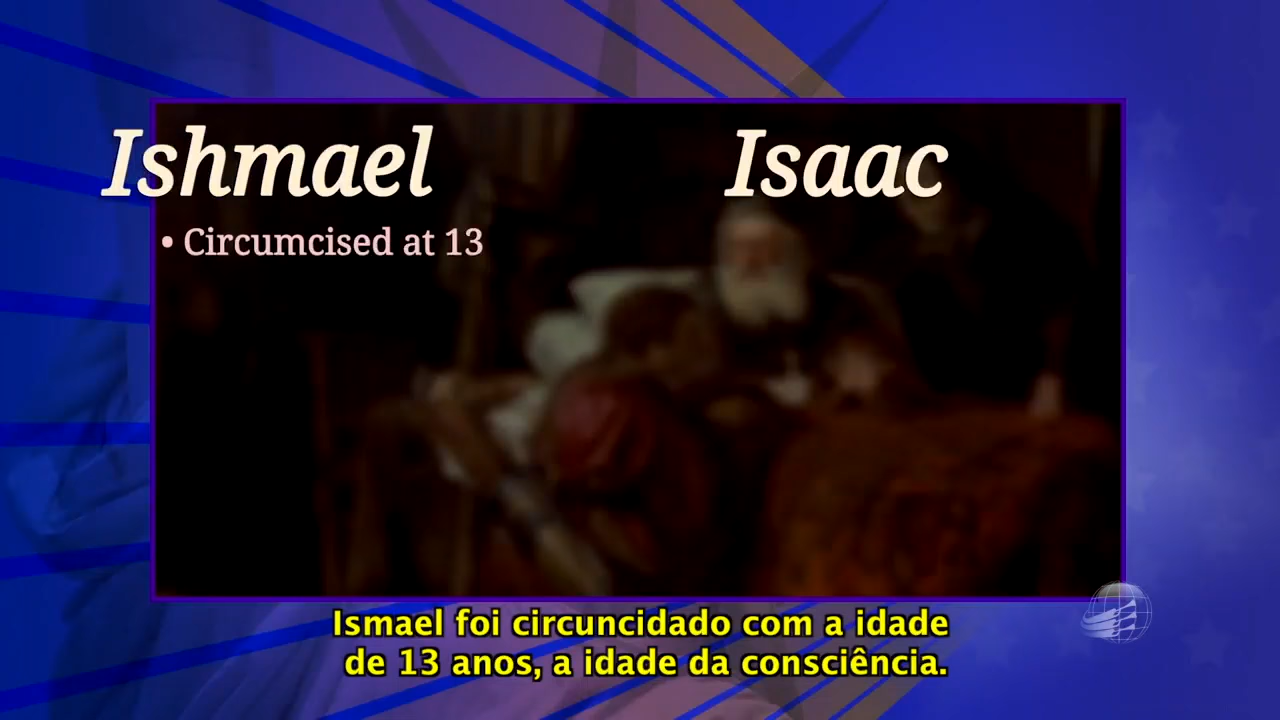 Ishmael
Isaac
• Circumcised at 13
Ismael foi circuncidado com a idade
de 13 anos, a idade da consciência.